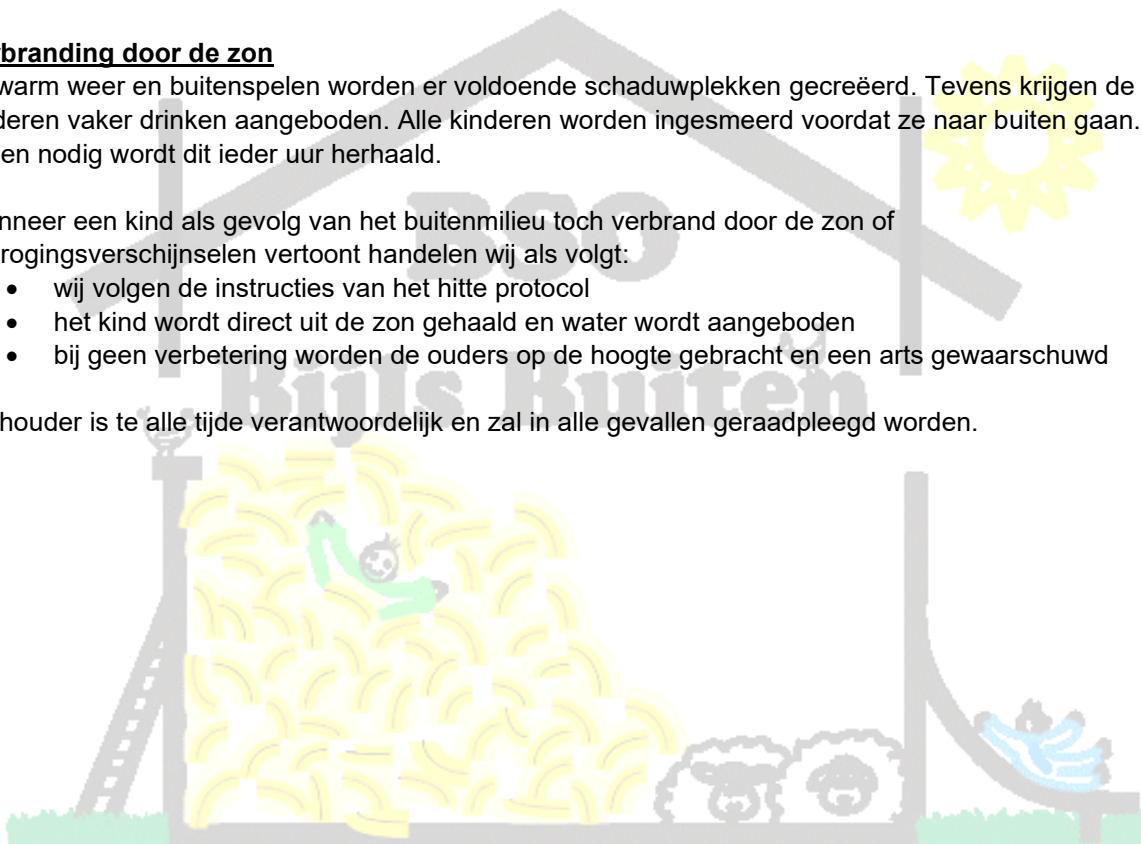 rbranding door de zon
warm weer en buitenspelen worden er voldoende schaduwplekken gecreëerd. Tevens krijgen de
deren vaker drinken aangeboden. Alle kinderen worden ingesmeerd voordat ze naar buiten gaan.
en nodig wordt dit ieder uur herhaald.
nneer een kind als gevolg van het buitenmilieu toch verbrand door de zon of
rogingsverschijnselen vertoont handelen wij als volgt:
• wij volgen de instructies van het hitte protocol
• het kind wordt direct uit de zon gehaald en water wordt aangeboden
• bij geen verbetering worden de ouders op de hoogte gebracht en een arts gewaarschuwd
houder is te alle tijde verantwoordelijk en zal in alle gevallen geraadpleegd worden.
BSO
Bijls Buiten